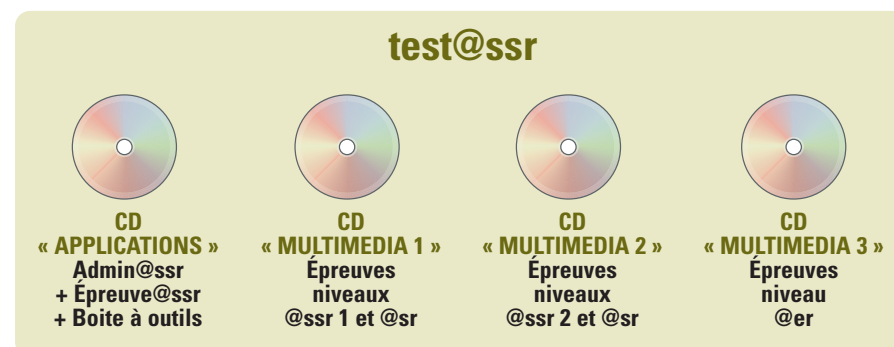 test@ssr
CD
« APPLICATIONS »
Admin@ssr
+ Épreuve@ssr
+ Boite à outils
CD
« MULTIMEDIA 1 »
Épreuves
niveaux
@ssr 1 et @sr
CD
« MULTIMEDIA 2 »
Épreuves
niveaux
@ssr 2 et @sr
CD
« MULTIMEDIA 3 »
Épreuves
niveau
@er